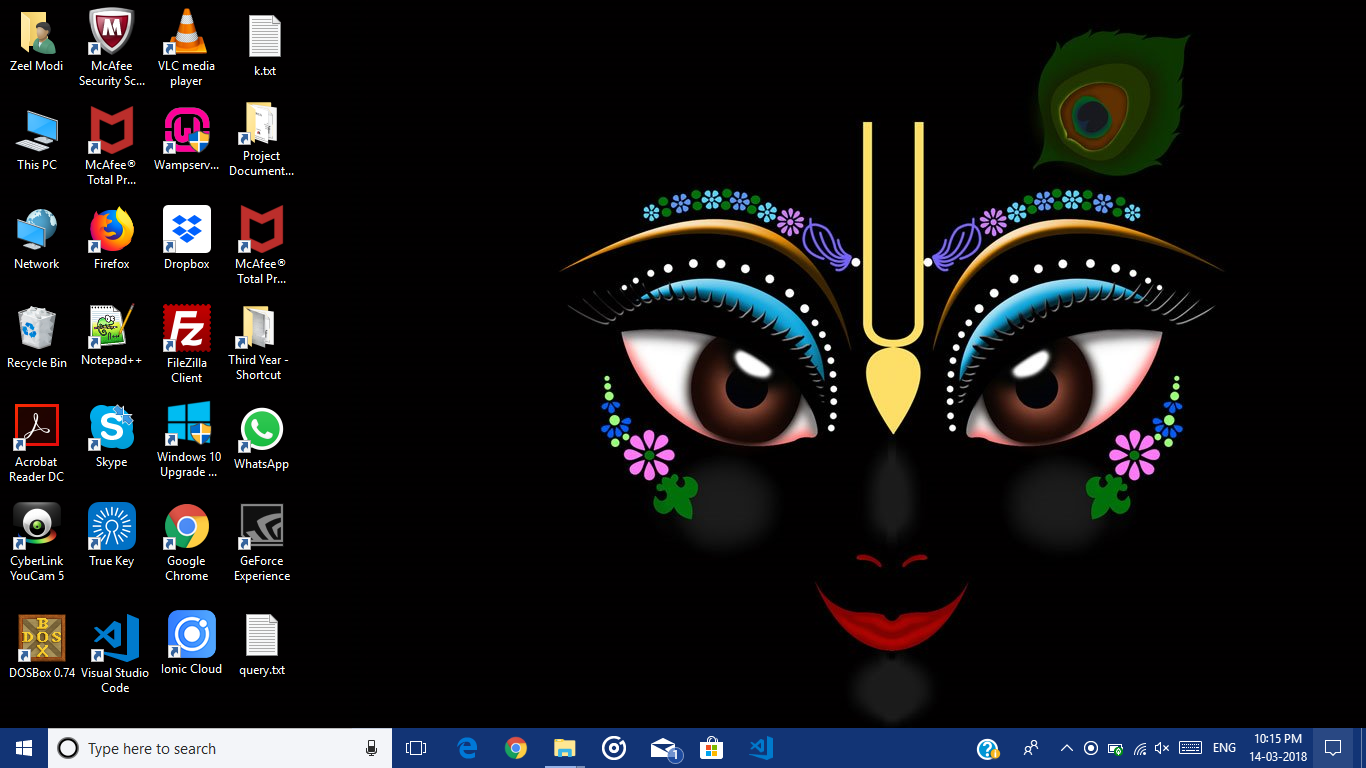 Zeel Modi
McAfee
Security Sc...
VLC media
player
k.txt
This PC
McAfee®
Total Pr...
Wampserv...
Project
Document...
Network
Firefox
Dropbox
McAfee®
Total Pr...
Recycle Bin
Notepad++
FileZilla
Client
Third Year -
Shortcut
Acrobat
Reader DC
Skype
Windows 10
Upgrade ...
WhatsApp
CyberLink
YouCam 5
True Key
Google
Chrome
GeForce
Experience
DOS
BOX
DOSBox 0.74
Visual Studio
Code
Ionic Cloud
query.txt
Type here to search
1
ENG
10:15 PM
14-03-2018